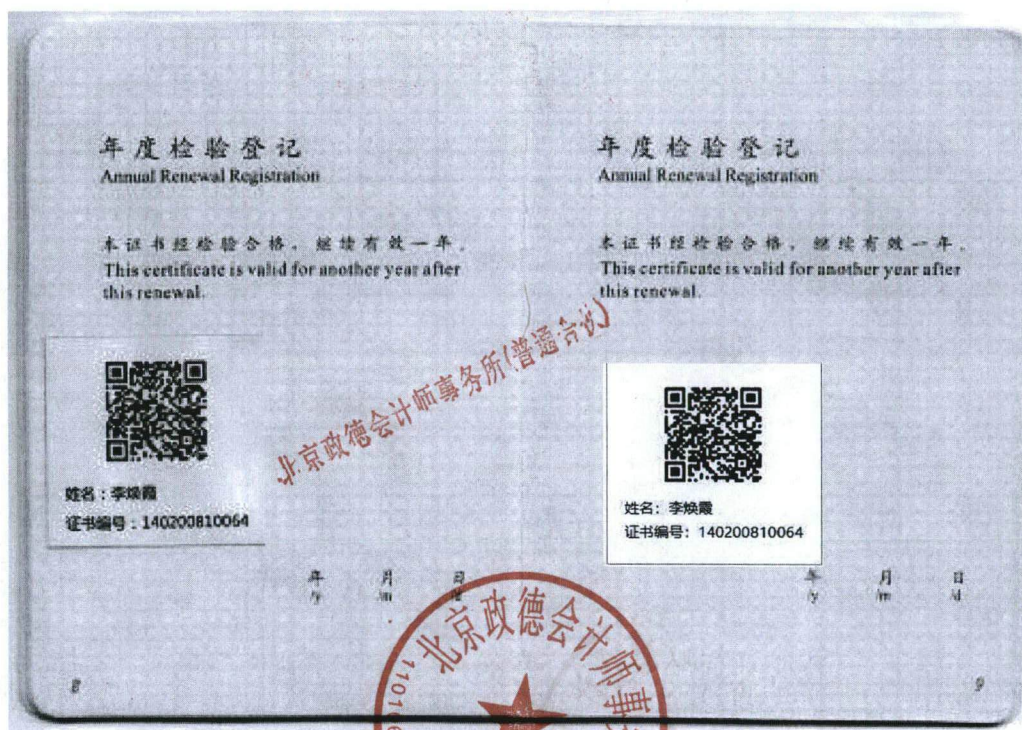 年度检验登记
Annual Renewal Registration
本证书经检验合格，继续有效一年。
This certificate is valid for another year after
this renewal.
姓名：李焕霞
证书编号：140200810064
年 月 日
/y /m /d
8
年度检验登记
Annual Renewal Registration
本证书经检验合格，继续有效一年。
This certificate is valid for another year after
this renewal.
姓名：李焕霞
证书编号：140200810064
年 月 日
/y /m /d
9
北京政德会计师事务所(普通合伙)
北京政德会计师事